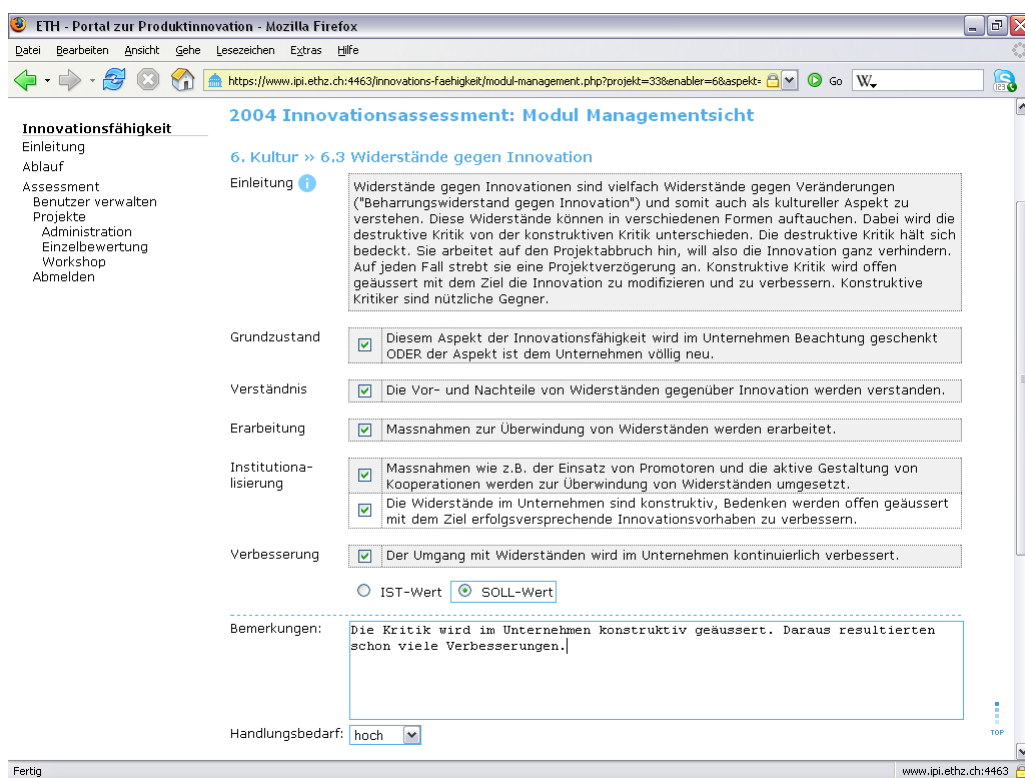 ETH - Portal zur Produktinnovation - Mozilla Firefox
Datei Bearbeiten Ansicht Gehe Lesezeichen Extras Hilfe
https://www.ipi.ethz.ch:4463/innovations-faehigkeit/modul-management.php?projekt=33&enabler=6&aspekt= Go W
123
Innovationsfähigkeit
Einleitung
Ablauf
Assessment
Benutzer verwalten
Projekte
Administration
Einzelbewertung
Workshop
Abmelden
2004 Innovationsassessment: Modul Managementsicht
6. Kultur » 6.3 Widerstände gegen Innovation
Einleitung i
Widerstände gegen Innovationen sind vielfach Widerstände gegen Veränderungen
("Beharrungswiderstand gegen Innovation") und somit auch als kultureller Aspekt zu
verstehen. Diese Widerstände können in verschiedenen Formen auftauchen. Dabei wird die
destruktive Kritik von der konstruktiven Kritik unterschieden. Die destruktive Kritik hält sich
bedeckt. Sie arbeitet auf den Projektabbruch hin, will also die Innovation ganz verhindern.
Auf jeden Fall strebt sie eine Projektverzögerung an. Konstruktive Kritik wird offen
geäussert mit dem Ziel die Innovation zu modifizieren und zu verbessern. Konstruktive
Kritiker sind nützliche Gegner.
Grundzustand
Diesem Aspekt der Innovationsfähigkeit wird im Unternehmen Beachtung geschenkt
ODER der Aspekt ist dem Unternehmen völlig neu.
Verständnis
Die Vor- und Nachteile von Widerständen gegenüber Innovation werden verstanden.
Erarbeitung
Massnahmen zur Überwindung von Widerständen werden erarbeitet.
Institutiona-
lisierung
Massnahmen wie z.B. der Einsatz von Promotoren und die aktive Gestaltung von
Kooperationen werden zur Überwindung von Widerständen umgesetzt.
Die Widerstände im Unternehmen sind konstruktiv, Bedenken werden offen geäussert
mit dem Ziel erfolgsversprechende Innovationsvorhaben zu verbessern.
Verbesserung
Der Umgang mit Widerständen wird im Unternehmen kontinuierlich verbessert.
IST-Wert SOLL-Wert
Bemerkungen:
Die Kritik wird im Unternehmen konstruktiv geäussert. Daraus resultierten
schon viele Verbesserungen.
TOP
Handlungsbedarf: hoch
Fertig www.ipi.ethz.ch:4463